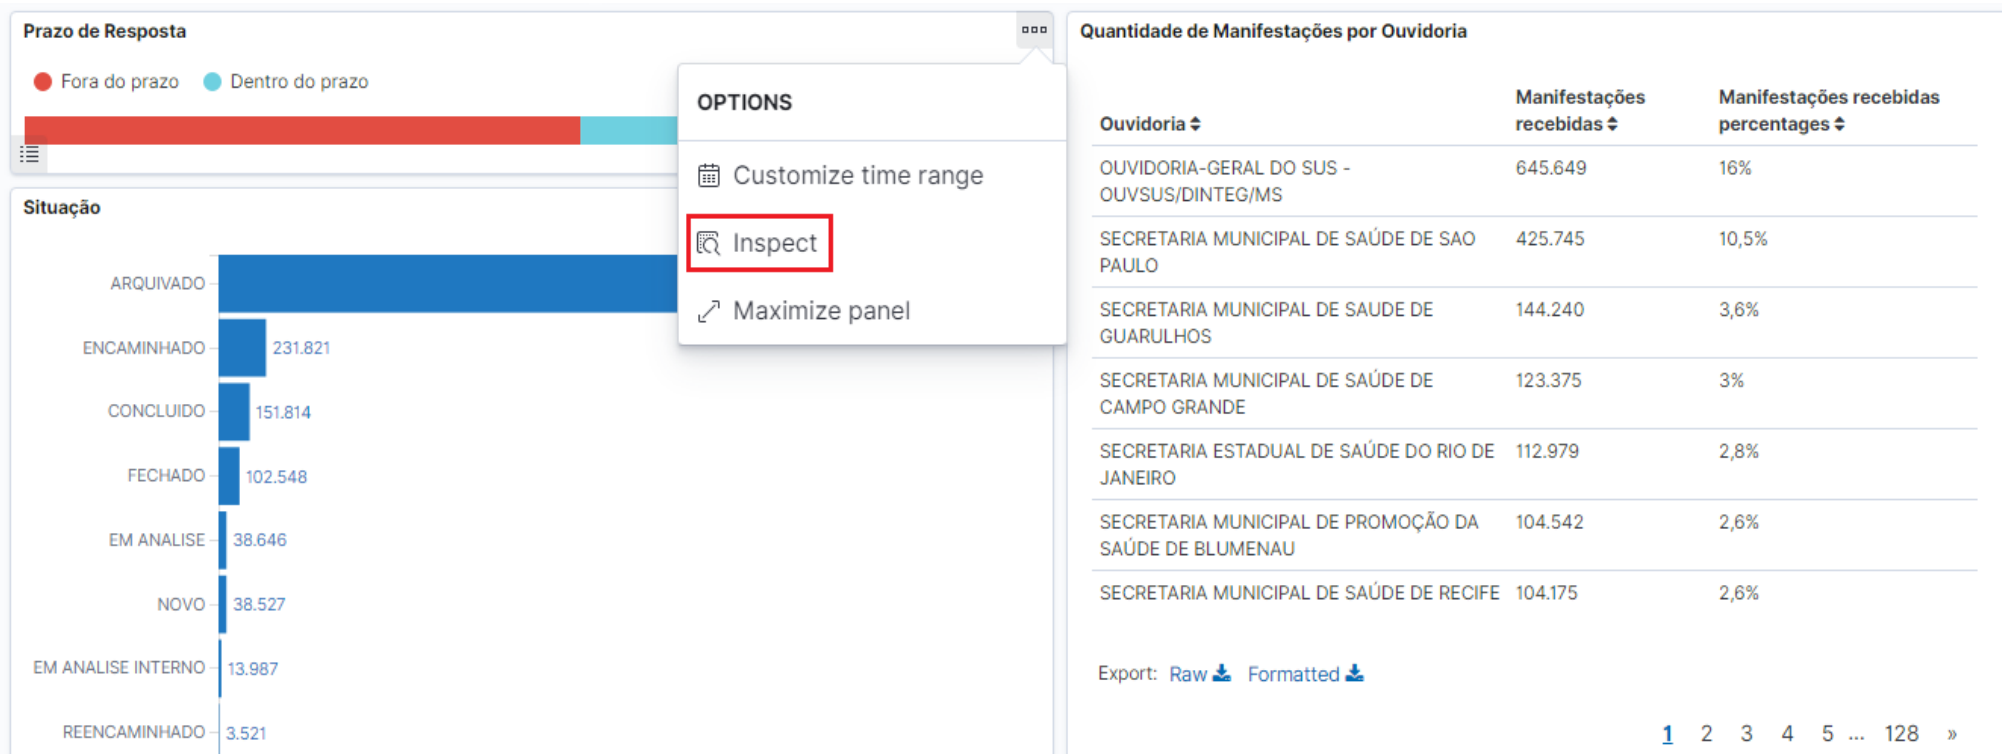 Prazo de Resposta
Fora do prazo
Dentro do prazo
OPTIONS
Customize time range
Inspect
Maximize panel
Situação
ARQUIVADO
ENCAMINHADO 231.821
CONCLUIDO 151.814
FECHADO 102.548
EM ANALISE 38.646
NOVO 38.527
EM ANALISE INTERNO 13.987
REENCAMINHADO 3.521
Quantidade de Manifestações por Ouvidoria
Manifestações Manifestações recebidas
Ouvidoria recebidas percentages
OUVIDORIA-GERAL DO SUS - 645.649 16%
OUVSUS/DINTEG/MS
SECRETARIA MUNICIPAL DE SAÚDE DE SAO 425.745 10,5%
PAULO
SECRETARIA MUNICIPAL DE SAUDE DE 144.240 3,6%
GUARULHOS
SECRETARIA MUNICIPAL DE SAÚDE DE 123.375 3%
CAMPO GRANDE
SECRETARIA ESTADUAL DE SAÚDE DO RIO DE 112.979 2,8%
JANEIRO
SECRETARIA MUNICIPAL DE PROMOÇÃO DA 104.542 2,6%
SAÚDE DE BLUMENAU
SECRETARIA MUNICIPAL DE SAÚDE DE RECIFE 104.175 2,6%
Export: Raw Formatted
1 2 3 4 5 ... 128 »